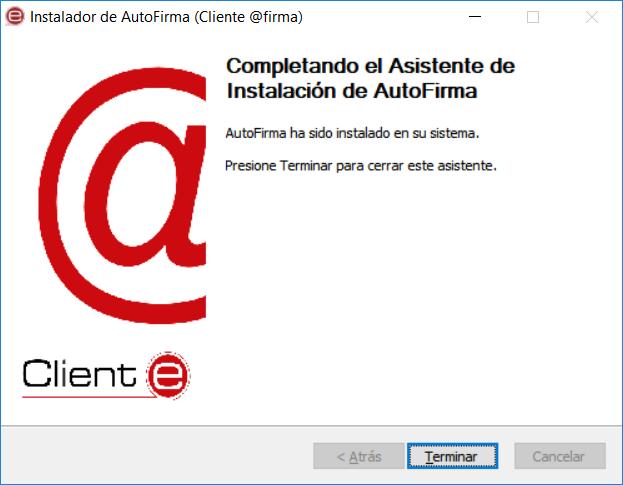 Instalador de AutoFirma (Cliente @firma)
Completando el Asistente de
Instalación de AutoFirma
AutoFirma ha sido instalado en su sistema.
Presione Terminar para cerrar este asistente.
@
Client e
< Atrás
Terminar
Cancelar